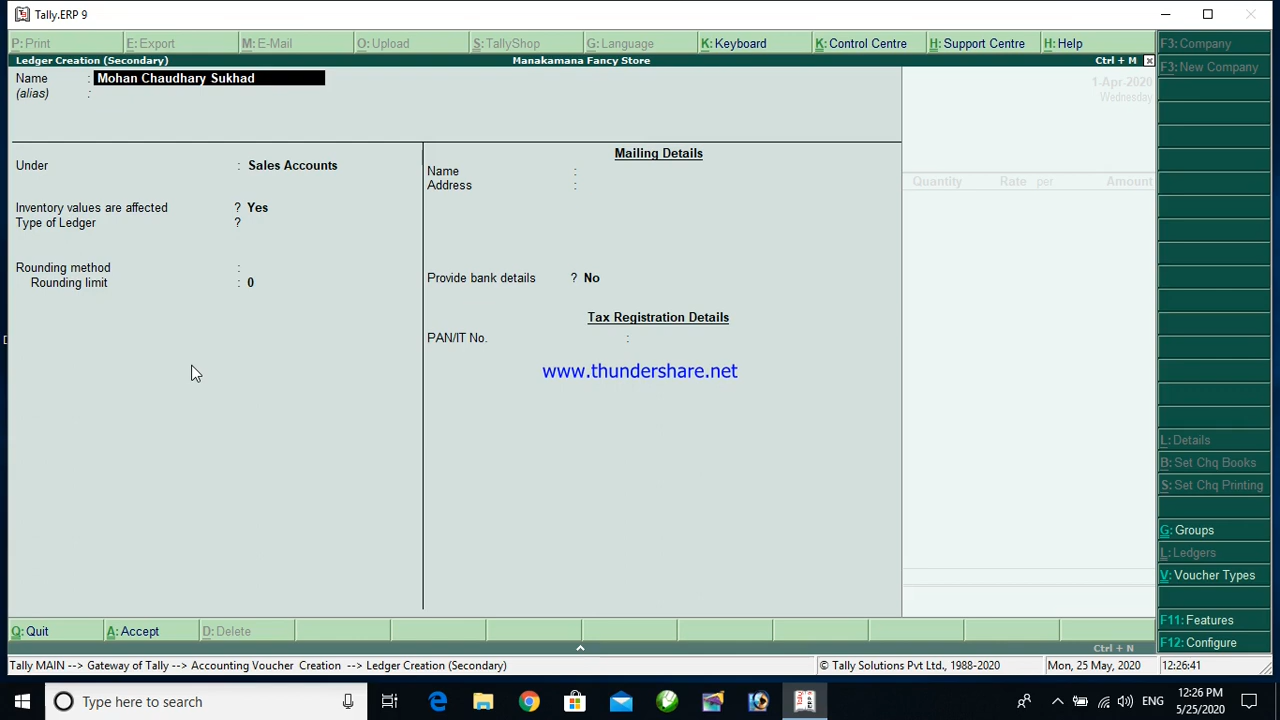 Tally.ERP 9
P: Print E: Export M: E-Mail O: Upload S: TallyShop G: Language K: Keyboard K: Control Centre H: Support Centre H: Help
F3: Company
Ledger Creation (Secondary) Manakamana Fancy Store Ctrl + M
F3: New Company
Name : Mohan Chaudhary Sukhad
(alias) :
1-Apr-2020
Wednesday
Mailing Details
Under : Sales Accounts
Name :
Address :
Quantity Rate per Amount
Inventory values are affected ? Yes
Type of Ledger ?
Rounding method :
Rounding limit : 0
Provide bank details ? No
Tax Registration Details
PAN/IT No. :
www.thundershare.net
L: Details
B: Set Chq Books
S: Set Chq Printing
G: Groups
L: Ledgers
V: Voucher Types
F11: Features
F12: Configure
Q: Quit A: Accept D: Delete
Ctrl + N
Tally MAIN --> Gateway of Tally --> Accounting Voucher Creation --> Ledger Creation (Secondary) © Tally Solutions Pvt Ltd., 1988-2020 Mon, 25 May, 2020 12:26:41
Type here to search
ENG
12:26 PM
5/25/2020